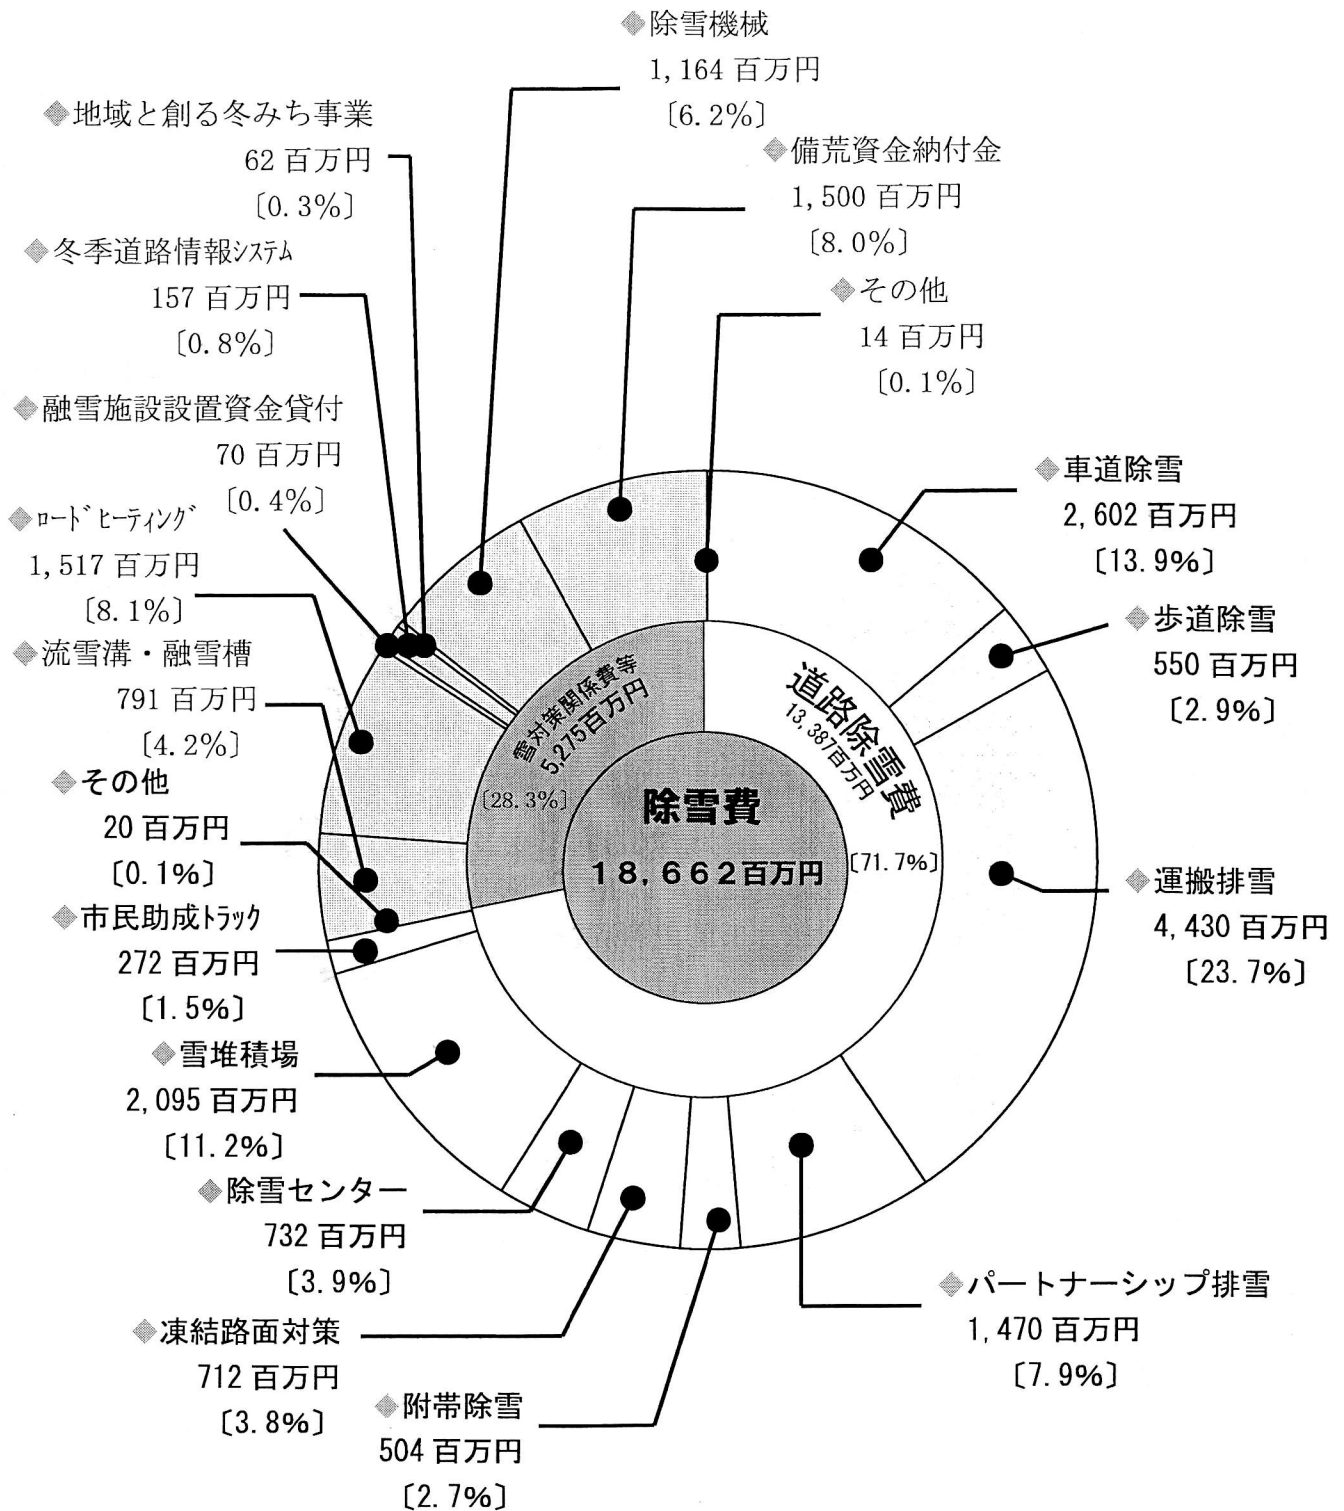 ◆除雪機械
1,164 百万円
〔6.2%〕
◆備荒資金納付金
1,500 百万円
〔8.0%〕
◆その他
14 百万円
〔0.1%〕
◆車道除雪
2,602 百万円
〔13.9%〕
◆歩道除雪
550 百万円
〔2.9%〕
◆運搬排雪
4,430 百万円
〔23.7%〕
◆パートナーシップ排雪
1,470 百万円
〔7.9%〕
◆附帯除雪
504 百万円
〔2.7%〕
◆凍結路面対策
712 百万円
〔3.8%〕
◆除雪センター
732 百万円
〔3.9%〕
◆雪堆積場
2,095 百万円
〔11.2%〕
◆市民助成ﾄﾗｯｸ
272 百万円
〔1.5%〕
◆その他
20 百万円
〔0.1%〕
◆流雪溝・融雪槽
791 百万円
〔4.2%〕
◆ﾛｰﾄﾞﾋｰﾃｨﾝｸﾞ
1,517 百万円
〔8.1%〕
◆融雪施設設置資金貸付
70 百万円
〔0.4%〕
◆冬季道路情報ｼｽﾃﾑ
157 百万円
〔0.8%〕
◆地域と創る冬みち事業
62 百万円
〔0.3%〕
雪対策関係費等
5,275百万円
〔28.3%〕
道路除雪費
13,387百万円
〔71.7%〕
除雪費
18,662百万円